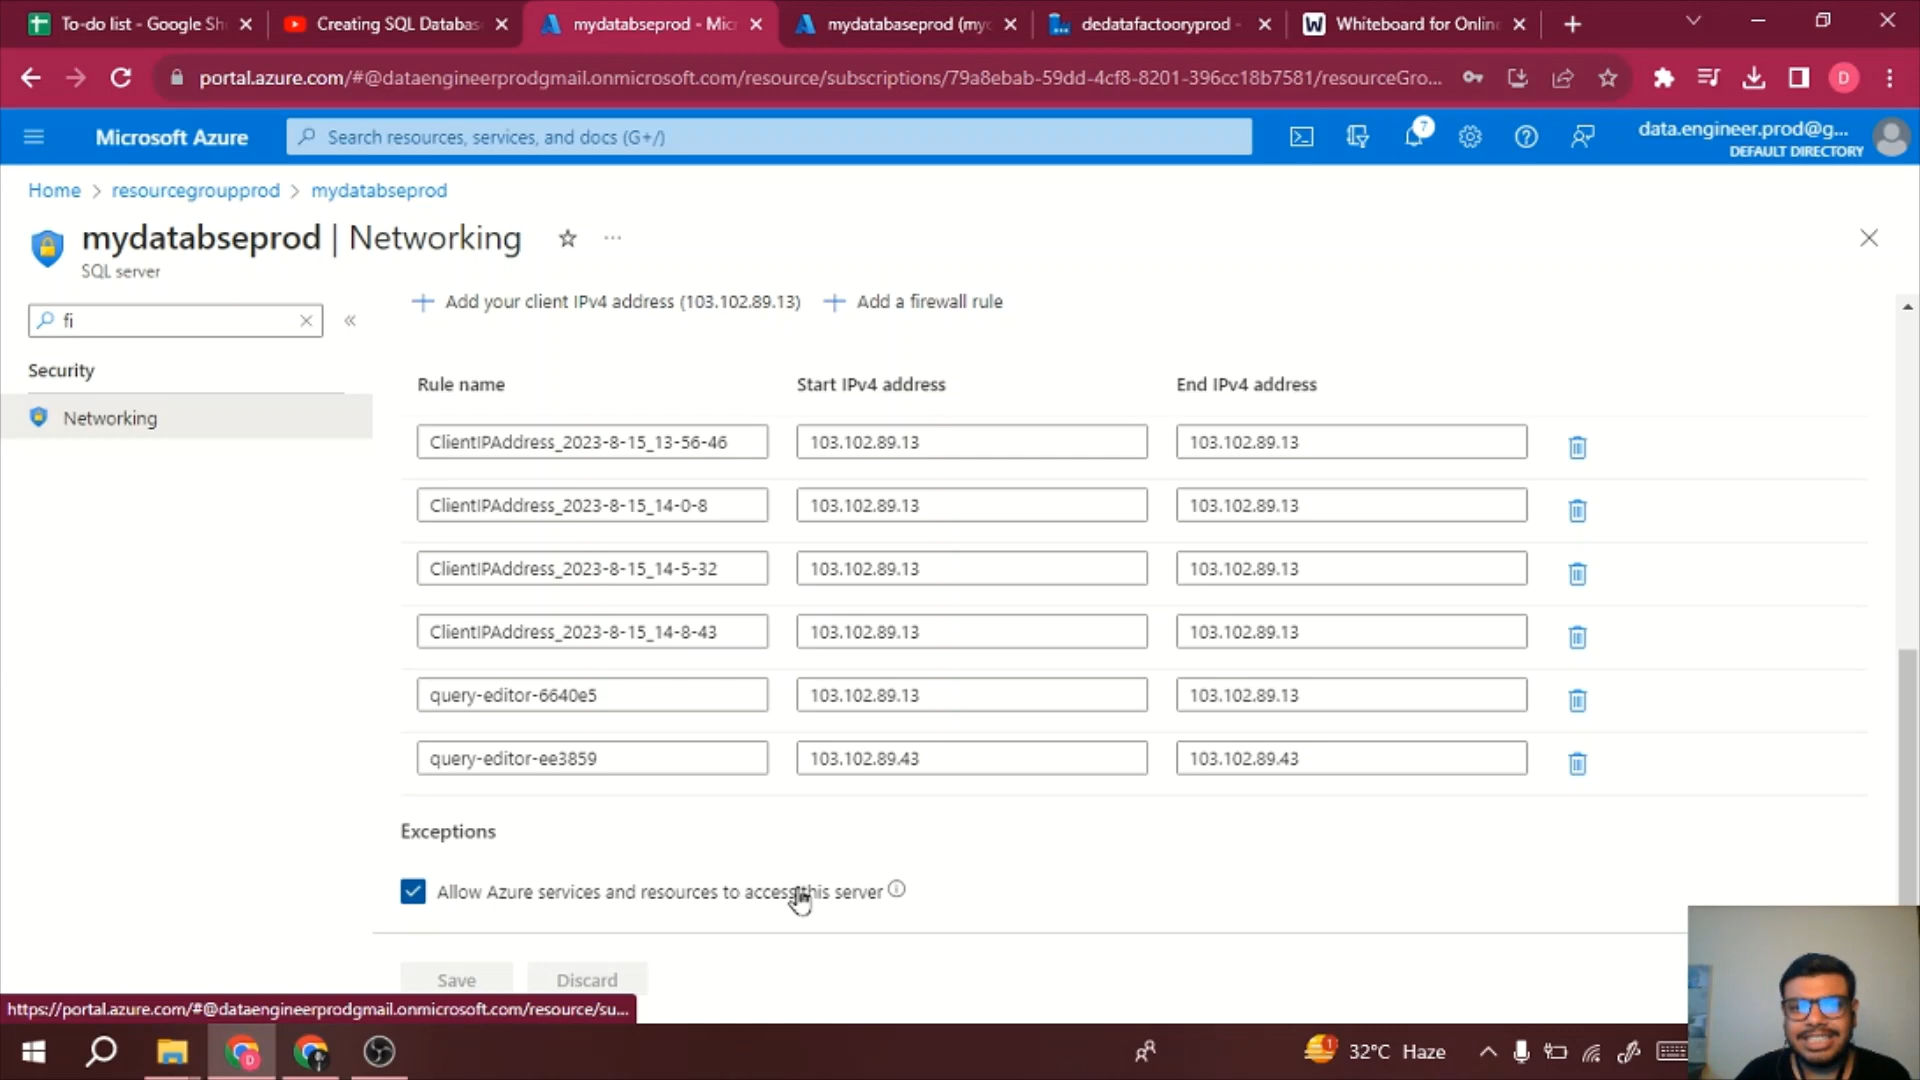 To-do list - Google Sh
Creating SQL Databas
mydatabseprod - Mic
mydatabaseprod (my
dedatafactooryprod -
Whiteboard for Onlin
portal.azure.com/#@dataengineerprodgmail.onmicrosoft.com/resource/subscriptions/79a8ebab-59dd-4cf8-8201-396cc18b7581/resourceGro...
D
Microsoft Azure
Search resources, services, and docs (G+/)
7
data.engineer.prod@g...
DEFAULT DIRECTORY
Home > resourcegroupprod > mydatabseprod
mydatabseprod | Networking
SQL server
fi
Security
Networking
Add your client IPv4 address (103.102.89.13)
Add a firewall rule
Rule name Start IPv4 address End IPv4 address
ClientIPAddress_2023-8-15_13-56-46 103.102.89.13 103.102.89.13
ClientIPAddress_2023-8-15_14-0-8 103.102.89.13 103.102.89.13
ClientIPAddress_2023-8-15_14-5-32 103.102.89.13 103.102.89.13
ClientIPAddress_2023-8-15_14-8-43 103.102.89.13 103.102.89.13
query-editor-6640e5 103.102.89.13 103.102.89.13
query-editor-ee3859 103.102.89.43 103.102.89.43
Exceptions
Allow Azure services and resources to access this server
Save Discard
https://portal.azure.com/#@dataengineerprodgmail.onmicrosoft.com/resource/su...
1 32°C Haze